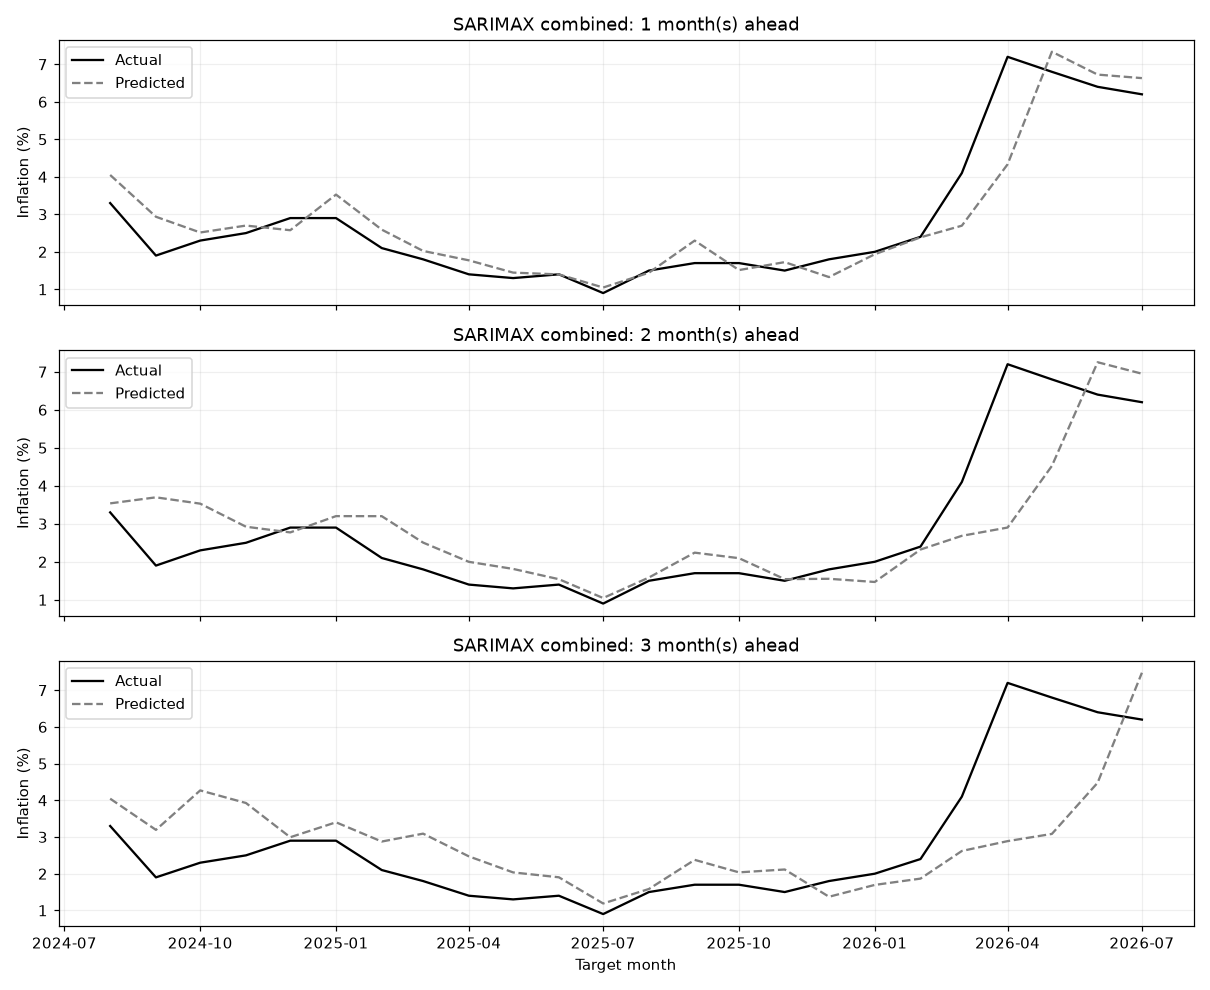 SARIMAX combined: 1 month(s) ahead
Actual
Predicted
Inflation (%)
7
6
5
4
3
2
1
SARIMAX combined: 2 month(s) ahead
Actual
Predicted
Inflation (%)
7
6
5
4
3
2
1
SARIMAX combined: 3 month(s) ahead
Actual
Predicted
Inflation (%)
7
6
5
4
3
2
1
2024-07 2024-10 2025-01 2025-04 2025-07 2025-10 2026-01 2026-04 2026-07
Target month